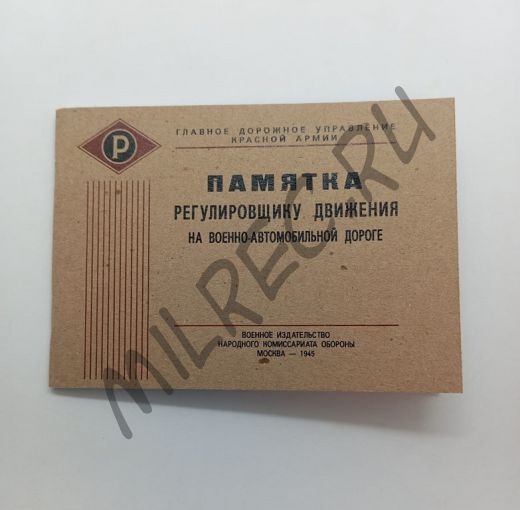 Р
ГЛАВНОЕ ДОРОЖНОЕ УПРАВЛЕНИЕ
КРАСНОЙ АРМИИ
ПАМЯТКА
РЕГУЛИРОВЩИКУ ДВИЖЕНИЯ
НА ВОЕННО-АВТОМОБИЛЬНОЙ ДОРОГЕ
ВОЕННОЕ ИЗДАТЕЛЬСТВО
НАРОДНОГО КОМИССАРИАТА ОБОРОНЫ
МОСКВА — 1945
MILREC.RU